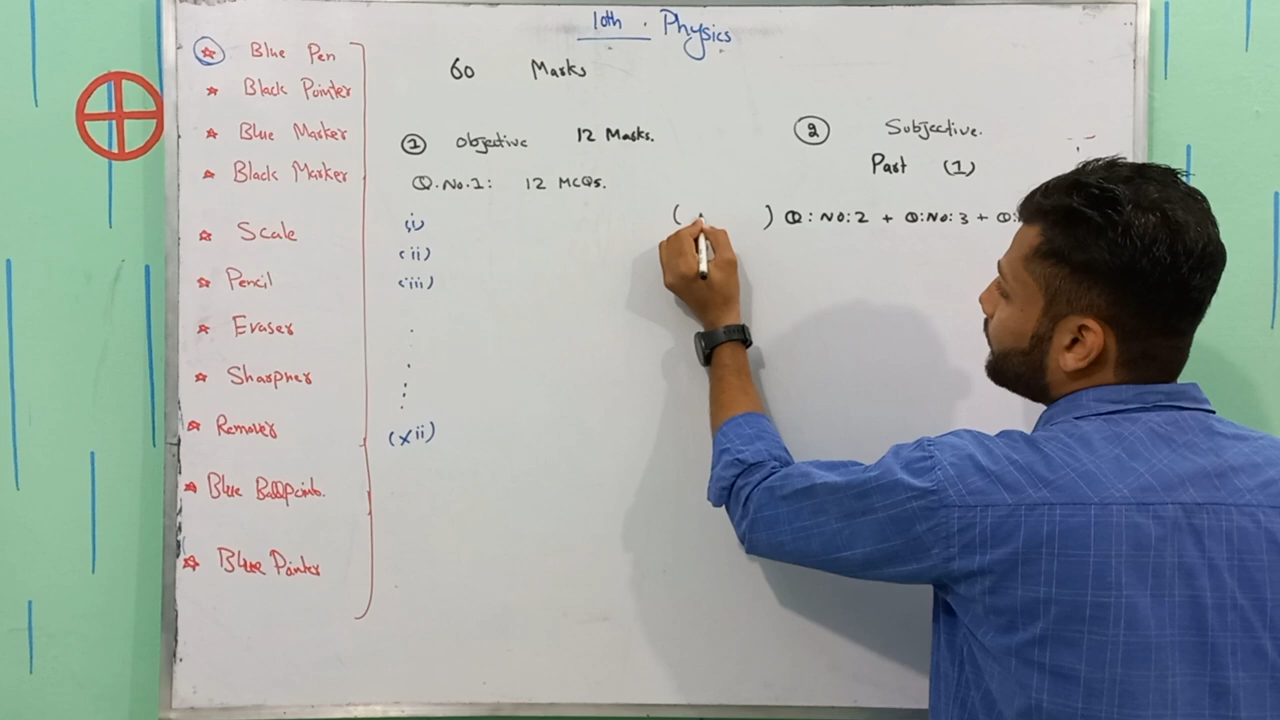 10th . Physics
60 Marks
Blue Pen
Black Pointer
Blue Marker
Black Marker
Scale
Pencil
Eraser
Sharpner
Remover
Blue Ballpoint.
Blue Pointer
① Objective 12 Marks.
Q.No.1: 12 MCQs.
(i)
(ii)
(iii)
(xii)
② Subjective.
Part (1)
( ) Q:No:2 + Q:No:3 + Q: